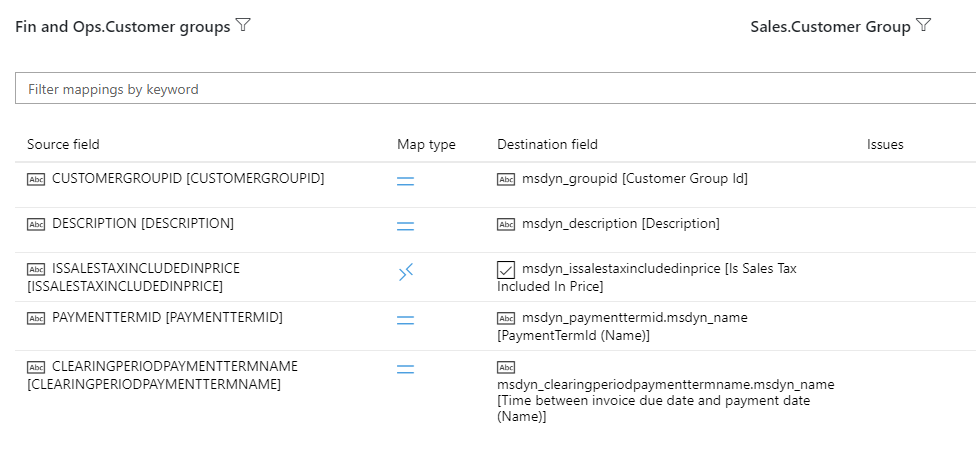 Fin and Ops.Customer groups Sales.Customer Group
Filter mappings by keyword
Source field Map type Destination field Issues
Abc CUSTOMERGROUPID [CUSTOMERGROUPID] Abc msdyn_groupid [Customer Group Id]
Abc DESCRIPTION [DESCRIPTION] Abc msdyn_description [Description]
Abc ISSALESTAXINCLUDEDINPRICE msdyn_issalestaxincludedinprice [Is Sales Tax
[ISSALESTAXINCLUDEDINPRICE] Included In Price]
Abc PAYMENTTERMID [PAYMENTTERMID] Abc msdyn_paymenttermid.msdyn_name
[PaymentTermId (Name)]
Abc CLEARINGPERIODPAYMENTTERMNAME Abc
[CLEARINGPERIODPAYMENTTERMNAME] msdyn_clearingperiodpaymenttermname.msdyn_name
[Time between invoice due date and payment date
(Name)]